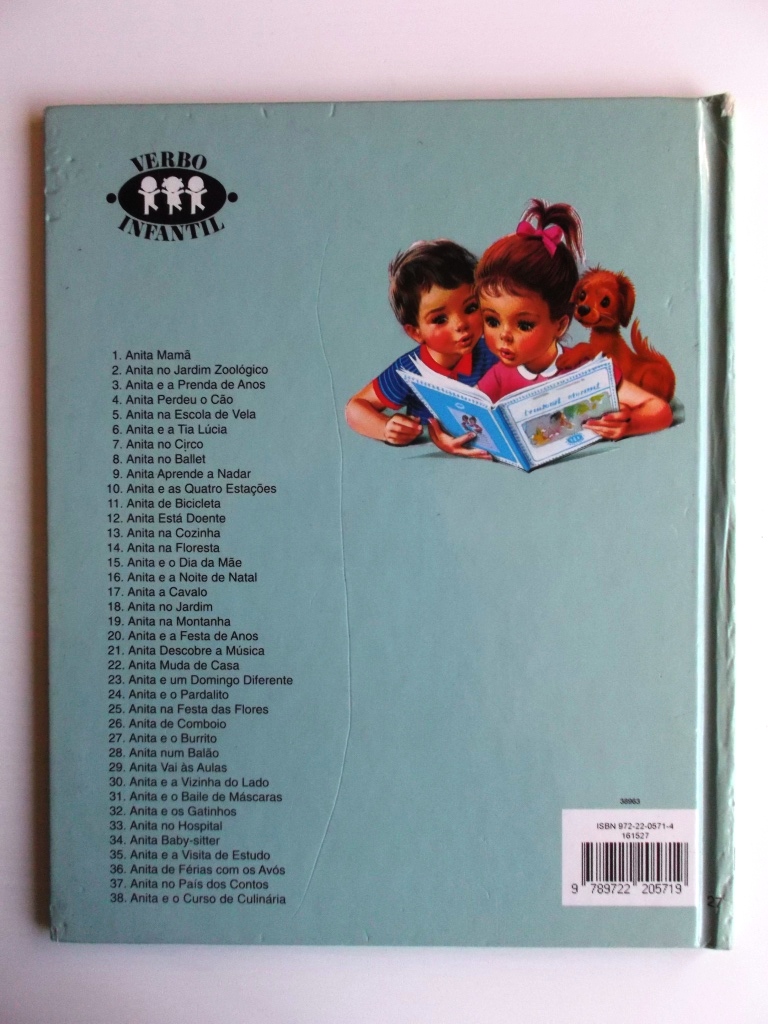 VERBO
INFANTIL
1. Anita Mamã
2. Anita no Jardim Zoológico
3. Anita e a Prenda de Anos
4. Anita Perdeu o Cão
5. Anita na Escola de Vela
6. Anita e a Tia Lúcia
7. Anita no Circo
8. Anita no Ballet
9. Anita Aprende a Nadar
10. Anita e as Quatro Estações
11. Anita de Bicicleta
12. Anita Está Doente
13. Anita na Cozinha
14. Anita na Floresta
15. Anita e o Dia da Mãe
16. Anita e a Noite de Natal
17. Anita a Cavalo
18. Anita no Jardim
19. Anita na Montanha
20. Anita e a Festa de Anos
21. Anita Descobre a Música
22. Anita Muda de Casa
23. Anita e um Domingo Diferente
24. Anita e o Pardalito
25. Anita na Festa das Flores
26. Anita de Comboio
27. Anita e o Burrito
28. Anita num Balão
29. Anita Vai às Aulas
30. Anita e a Vizinha do Lado
31. Anita e o Baile de Máscaras
32. Anita e os Gatinhos
33. Anita no Hospital
34. Anita Baby-sitter
35. Anita e a Visita de Estudo
36. Anita de Férias com os Avós
37. Anita no País dos Contos
38. Anita e o Curso de Culinária
ISBN 972-22-0571-4
161527
9 789722 205719
27